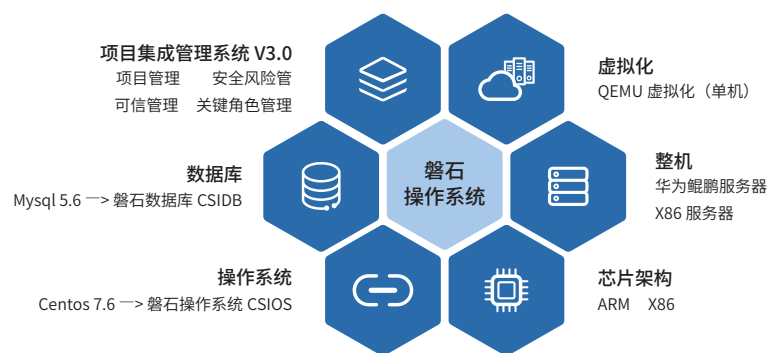 项目集成管理系统 V3.0
项目管理 安全风险管
可信管理 关键角色管理
虚拟化
QEMU 虚拟化（单机）
数据库
Mysql 5.6 一> 磐石数据库 CSIDB
磐石
操作系统
整机
华为鲲鹏服务器
X86 服务器
操作系统
Centos 7.6 一> 磐石操作系统 CSIOS
芯片架构
ARM X86